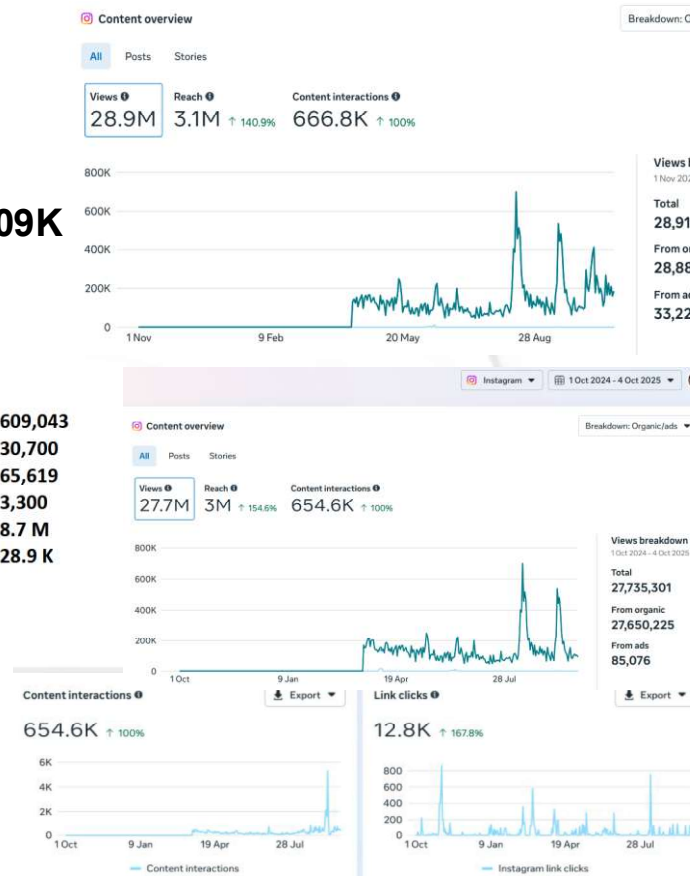 Content overview
Breakdown: O
All Posts Stories
Views Reach Content interactions
28.9M 3.1M ↑ 140.9% 666.8K ↑ 100%
800K
600K
400K
200K
0
1 Nov 9 Feb 20 May 28 Aug
Views b
1 Nov 202
Total
28,91
From or
28,88
From ad
33,22
09K
Instagram 1 Oct 2024 - 4 Oct 2025
609,043
30,700
65,619
3,300
8.7 M
28.9 K
Content overview
Breakdown: Organic/ads
All Posts Stories
Views Reach Content interactions
27.7M 3M ↑ 154.6% 654.6K ↑ 100%
800K
600K
400K
200K
0
1 Oct 9 Jan 19 Apr 28 Jul
Views breakdown
1 Oct 2024 - 4 Oct 2025
Total
27,735,301
From organic
27,650,225
From ads
85,076
Content interactions Export
654.6K ↑ 100%
6K
4K
2K
0
1 Oct 9 Jan 19 Apr 28 Jul
Content interactions
Link clicks Export
12.8K ↑ 167.8%
800
600
400
200
0
1 Oct 9 Jan 19 Apr 28 Jul
Instagram link clicks